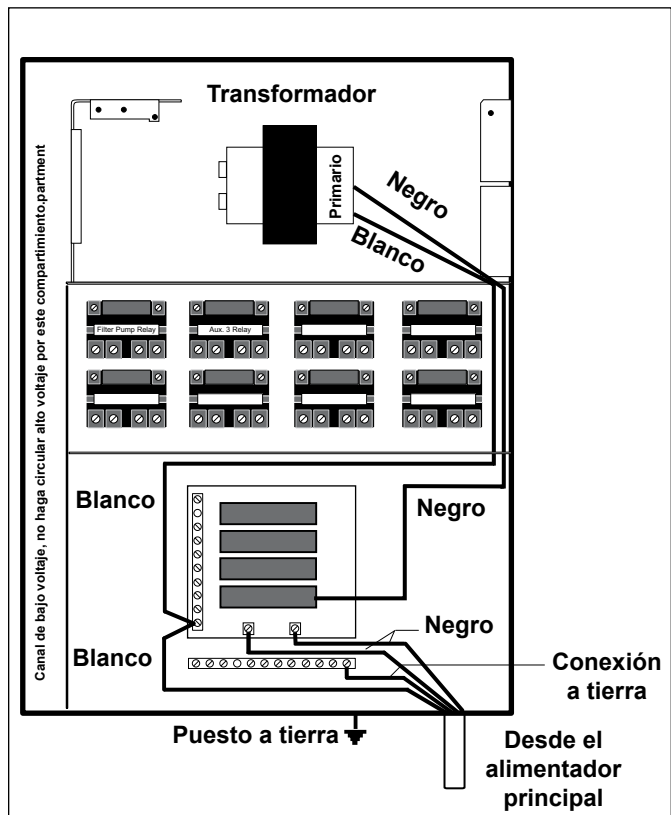 Transformador
Canal de bajo voltaje, no haga circular alto voltaje por este compartimiento.partment
Primario
Negro
Blanco
Filter Pump Relay
Aux. 3 Relay
Blanco
Negro
Negro
Blanco
Conexión
a tierra
Puesto a tierra
Desde el
alimentador
principal